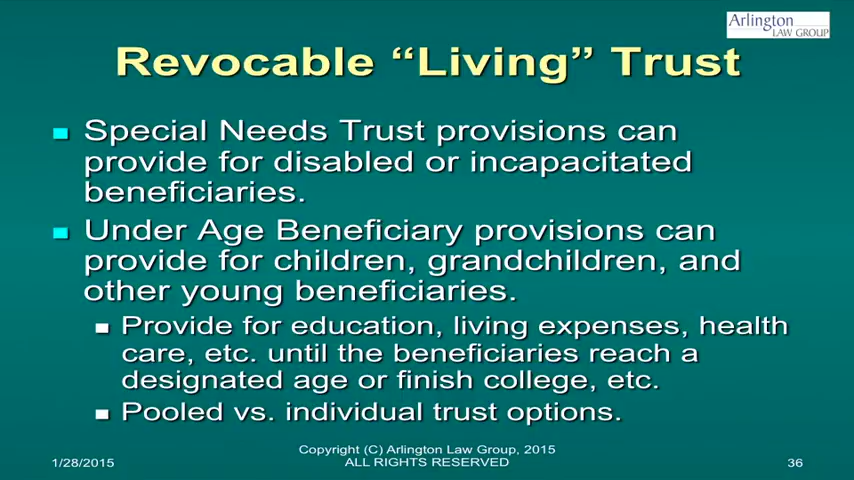 Arlington
LAW GROUP
Revocable “Living” Trust
Special Needs Trust provisions can
provide for disabled or incapacitated
beneficiaries.
Under Age Beneficiary provisions can
provide for children, grandchildren, and
other young beneficiaries.
Provide for education, living expenses, health
care, etc. until the beneficiaries reach a
designated age or finish college, etc.
Pooled vs. individual trust options.
1/28/2015
Copyright (C) Arlington Law Group, 2015
ALL RIGHTS RESERVED
36